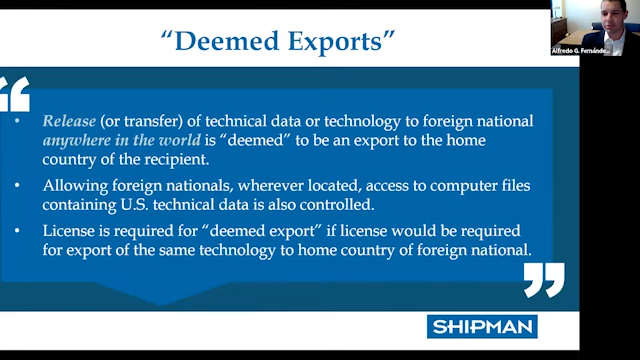 “Deemed Exports”
Alfredo G. Fernánde...
• Release (or transfer) of technical data or technology to foreign national
anywhere in the world is “deemed” to be an export to the home
country of the recipient.
• Allowing foreign nationals, wherever located, access to computer files
containing U.S. technical data is also controlled.
• License is required for “deemed export” if license would be required
for export of the same technology to home country of foreign national.
SHIPMAN